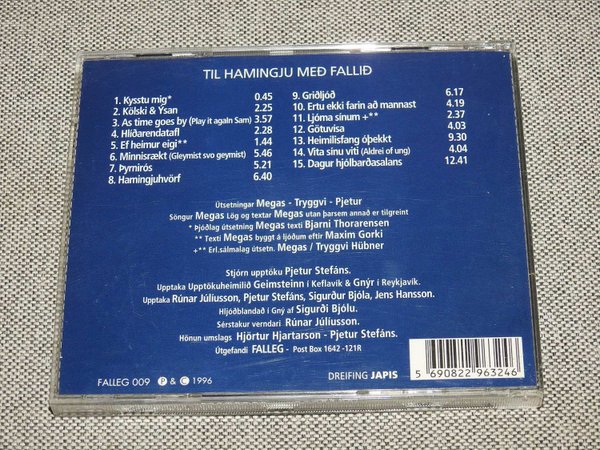 TIL HAMINGJU MEÐ FALLIÐ
1. Kysstu mig* 0.45
2. Kölski & Ýsan 2.25
3. As time goes by (Play it again Sam) 3.57
4. Hlíðarendatafl 2.28
5. Ef heimur eigi** 1.44
6. Minnisrækt (Gleymist svo geymist) 5.46
7. Þyrnirós 5.21
8. Hamingjuhvörf 6.40
9. Griðljóð 6.17
10. Ertu ekki farin að mannast 4.19
11. Ljóma sínum +** 2.37
12. Götuvísa 4.03
13. Heimilisfang óþekkt 9.30
14. Vita sínu viti (Aldrei of ung) 4.04
15. Dagur hjólbarðasalans 12.41
Útsetningar Megas - Tryggvi - Pjetur
Söngur Megas Lög og textar Megas utan þarsem annað er tilgreint
* Þjóðlag útsetning Megas texti Bjarni Thorarensen
** Texti Megas byggt á ljóðum eftir Maxim Gorki
+** Erl.sálmalag útsetn. Megas / Tryggvi Hübner
Stjórn upptöku Pjetur Stefáns.
Upptaka Upptökuheimilið Geimsteinn í Keflavík & Gnýr í Reykjavík.
Upptaka Rúnar Júlíusson, Pjetur Stefáns, Sigurður Bjóla, Jens Hansson.
Hljóðblandað í Gný af Sigurði Bjólu.
Sérstakur verndari Rúnar Júlíusson.
Hönun umslags Hjörtur Hjartarson - Pjetur Stefáns.
Útgefandi FALLEG - Post Box 1642 -121R
FALLEG 009 Ⓟ & © 1996
DREIFING JAPIS
5 690822 963246